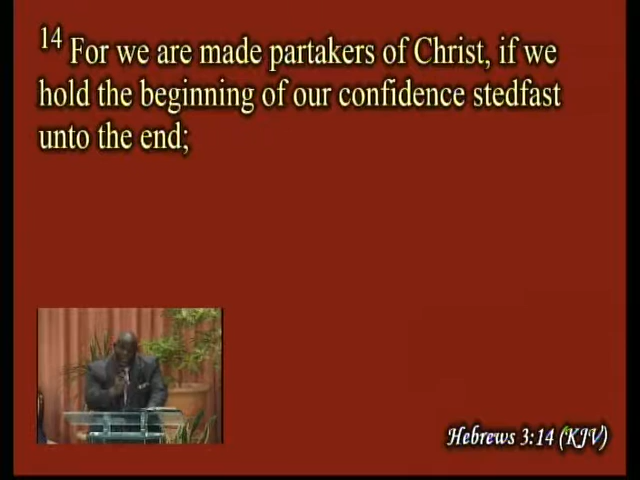 14 For we are made partakers of Christ, if we
hold the beginning of our confidence stedfast
unto the end;
Hebrews 3:14 (KJV)